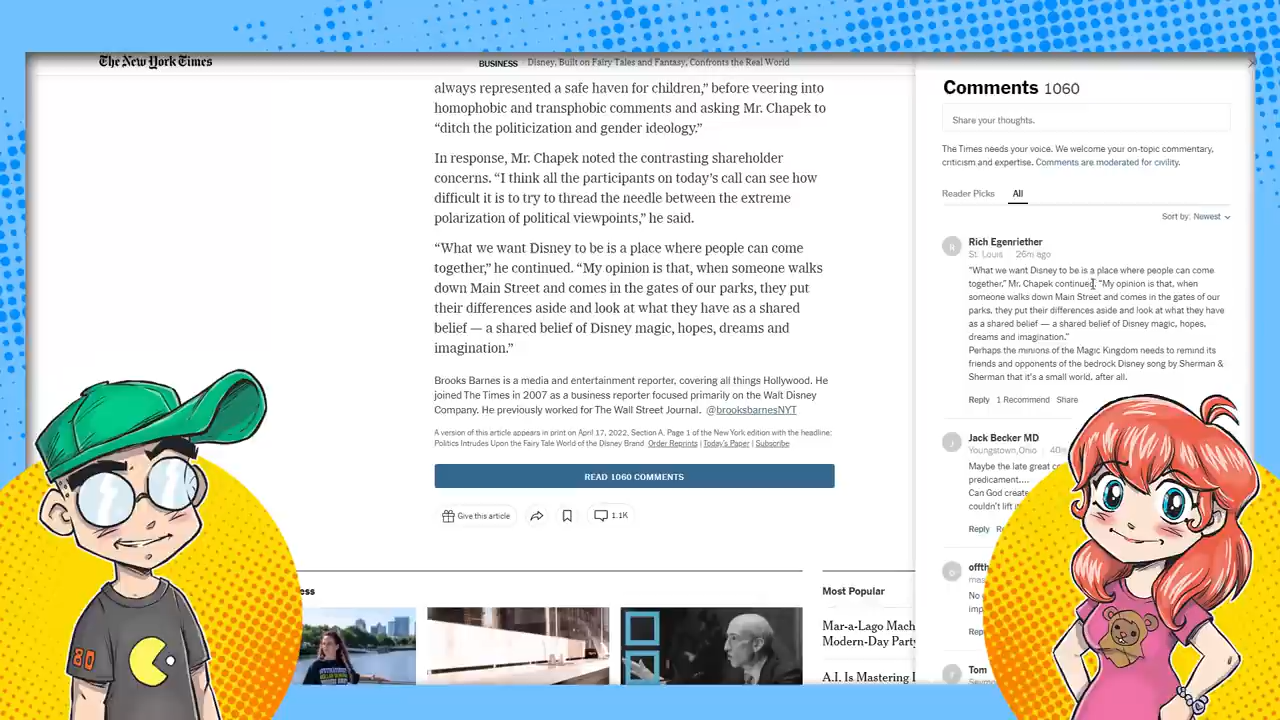 The New York Times
BUSINESS Disney, Built on Fairy Tales and Fantasy, Confronts the Real World
always represented a safe haven for children,” before veering into
homophobic and transphobic comments and asking Mr. Chapek to
“ditch the politicization and gender ideology.”
In response, Mr. Chapek noted the contrasting shareholder
concerns. “I think all the participants on today’s call can see how
difficult it is to try to thread the needle between the extreme
polarization of political viewpoints,” he said.
“What we want Disney to be is a place where people can come
together,” he continued. “My opinion is that, when someone walks
down Main Street and comes in the gates of our parks, they put
their differences aside and look at what they have as a shared
belief — a shared belief of Disney magic, hopes, dreams and
imagination.”
Brooks Barnes is a media and entertainment reporter, covering all things Hollywood. He
joined The Times in 2007 as a business reporter focused primarily on the Walt Disney
Company. He previously worked for The Wall Street Journal. @brooksbarnesNYT
A version of this article appears in print on April 17, 2022, Section A, Page 1 of the New York edition with the headline:
Politics Intrudes Upon the Fairy Tale World of the Disney Brand Order Reprints | Today’s Paper | Subscribe
READ 1060 COMMENTS
Give this article 1.1K
ess
Most Popular
Mar-a-Lago Mach
Modern-Day Party
A.I. Is Mastering L
Comments 1060
Share your thoughts.
The Times needs your voice. We welcome your on-topic commentary,
criticism and expertise. Comments are moderated for civility.
Reader Picks All
Sort by: Newest
R
Rich Egenriether
St. Louis 26m ago
"What we want Disney to be is a place where people can come
together," Mr. Chapek continued. "My opinion is that, when
someone walks down Main Street and comes in the gates of our
parks, they put their differences aside and look at what they have
as a shared belief — a shared belief of Disney magic, hopes,
dreams and imagination."
Perhaps the minions of the Magic Kingdom needs to remind its
friends and opponents of the bedrock Disney song by Sherman &
Sherman that it's a small world, after all.
Reply 1 Recommend Share
J
Jack Becker MD
Youngstown,Ohio 40m
Maybe the late great c
predicament....
Can God create
couldn't lift i
Reply Re
offth
mas
No
imp
Rep
Tom
80